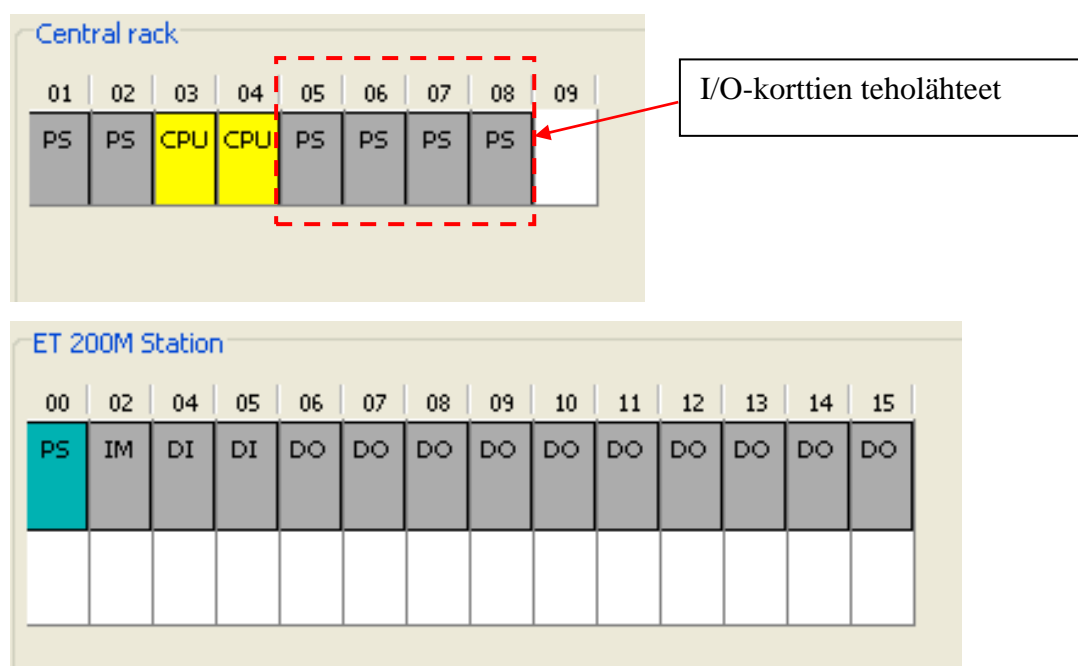 Central rack
01 02 03 04 05 06 07 08 09
PS PS CPU CPU PS PS PS PS
I/O-korttien teholähteet
ET 200M Station
00 02 04 05 06 07 08 09 10 11 12 13 14 15
PS IM DI DI DO DO DO DO DO DO DO DO DO DO